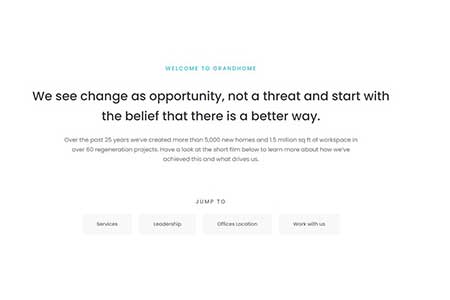 WELCOME TO GRANDHOME
We see change as opportunity, not a threat and start with
the belief that there is a better way.
Over the past 25 years we've created more than 5,000 new homes and 1.5 million sq ft of workspace in
over 60 regeneration projects. Have a look at the short film below to learn more about how we've
achieved this and what drives us.
JUMP TO
Services Leadership Offices Location Work with us